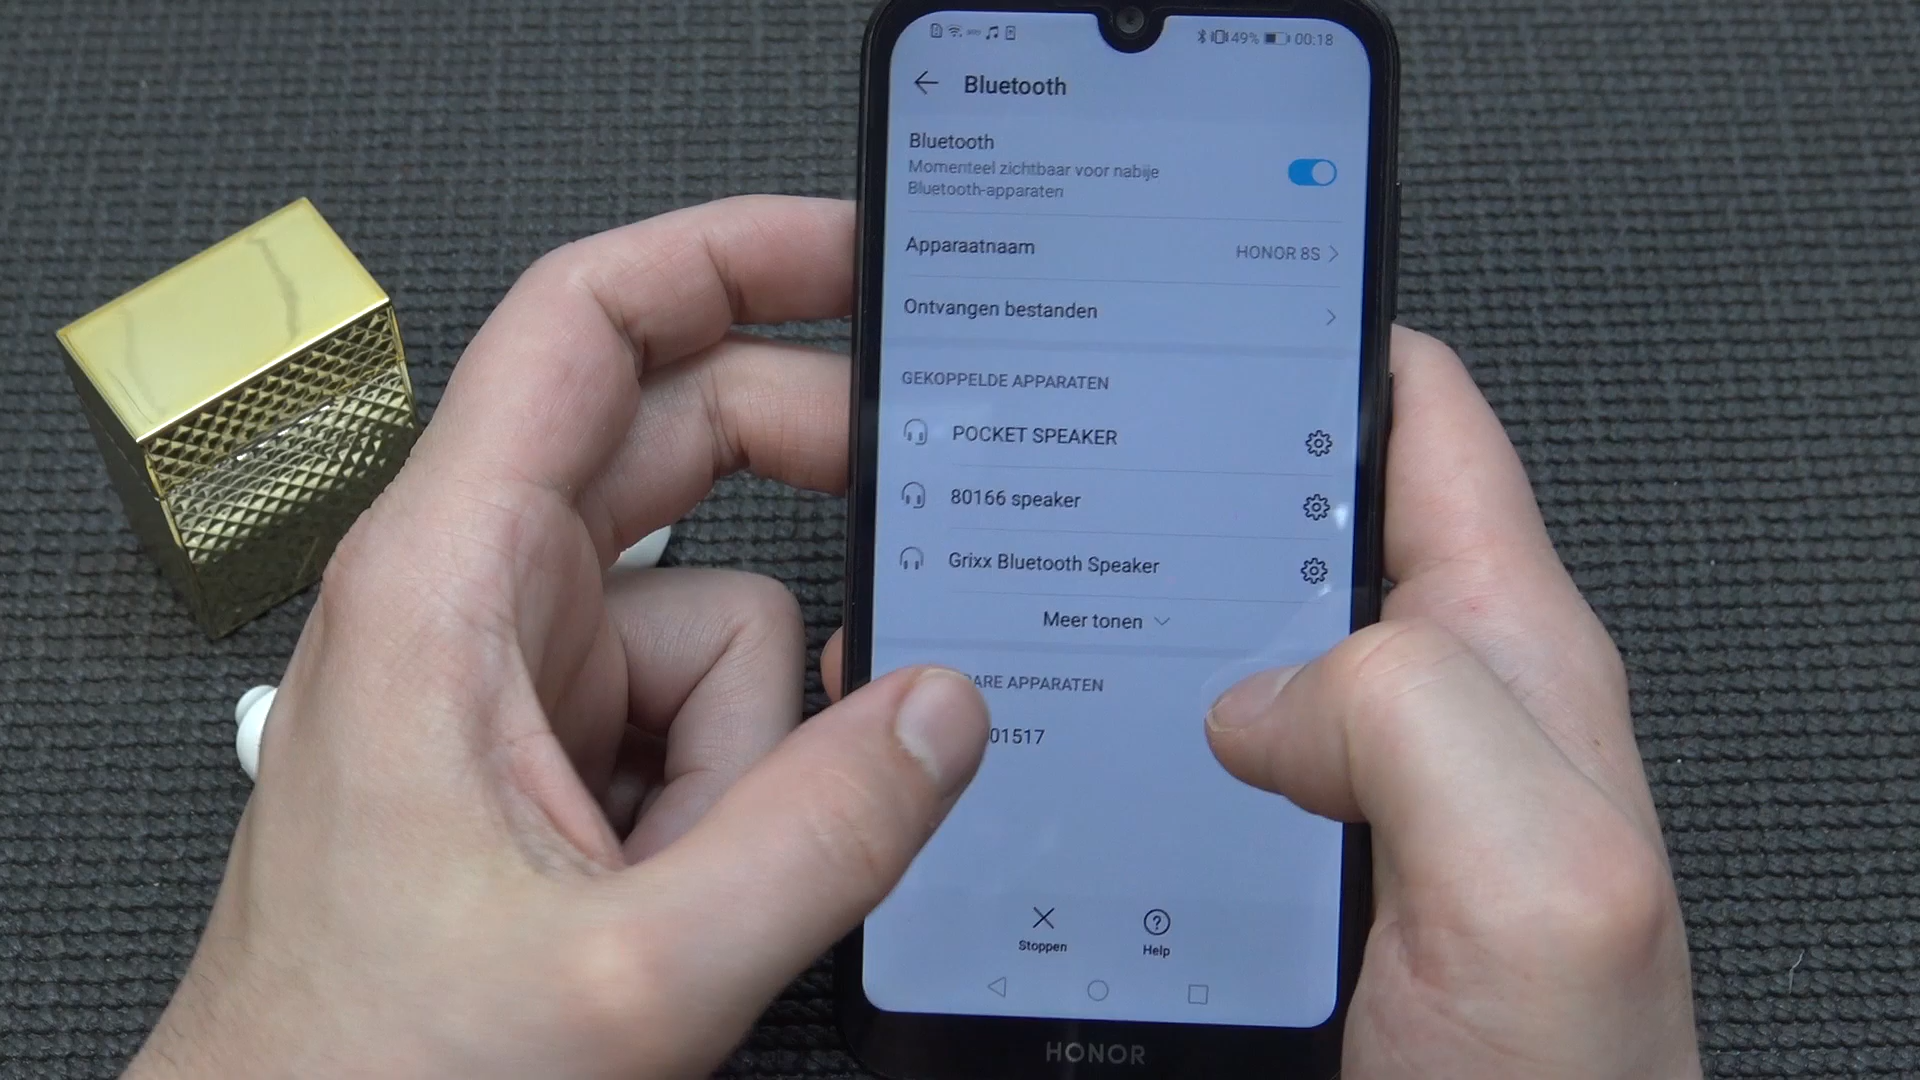 49% 00:18
Bluetooth
Bluetooth
Momenteel zichtbaar voor nabije
Bluetooth-apparaten
Apparaatnaam HONOR 8S
Ontvangen bestanden
GEKOPPELDE APPARATEN
POCKET SPEAKER
80166 speaker
Grixx Bluetooth Speaker
Meer tonen
BARE APPARATEN
01517
Stoppen Help
HONOR